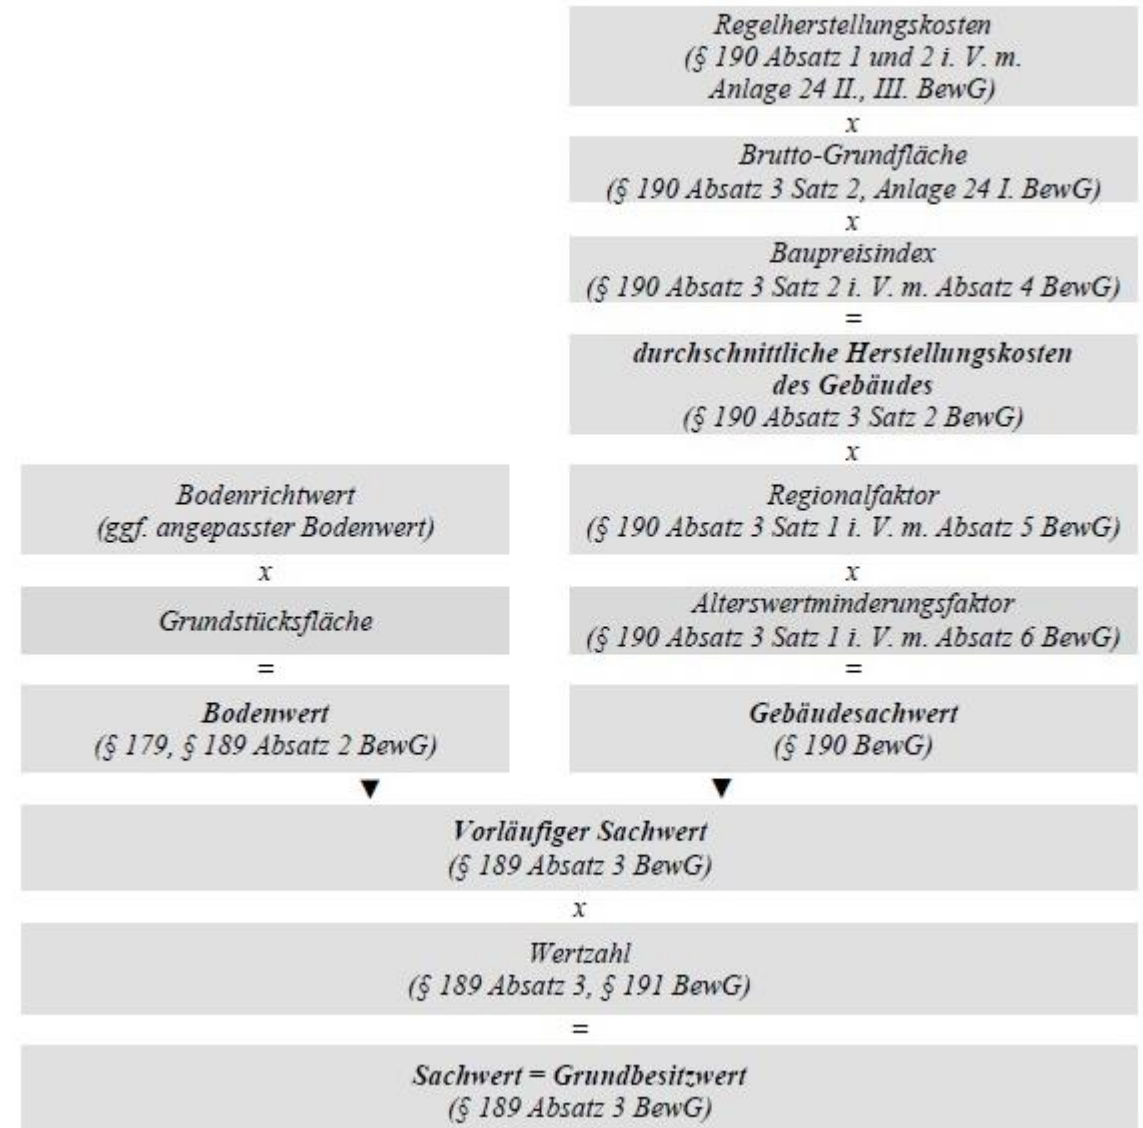 Regelherstellungskosten
(§ 190 Absatz 1 und 2 i. V. m.
Anlage 24 II., III. BewG)
x
Brutto-Grundfläche
(§ 190 Absatz 3 Satz 2, Anlage 24 I. BewG)
x
Baupreisindex
(§ 190 Absatz 3 Satz 2 i. V. m. Absatz 4 BewG)
=
durchschnittliche Herstellungskosten
des Gebäudes
(§ 190 Absatz 3 Satz 2 BewG)
x
Bodenrichtwert
(ggf. angepasster Bodenwert)
x
Grundstücksfläche
=
Bodenwert
(§ 179, § 189 Absatz 2 BewG)
▼
Regionalfaktor
(§ 190 Absatz 3 Satz 1 i. V. m. Absatz 5 BewG)
x
Alterswertminderungsfaktor
(§ 190 Absatz 3 Satz 1 i. V. m. Absatz 6 BewG)
=
Gebäudesachwert
(§ 190 BewG)
▼
Vorläufiger Sachwert
(§ 189 Absatz 3 BewG)
x
Wertzahl
(§ 189 Absatz 3, § 191 BewG)
=
Sachwert = Grundbesitzwert
(§ 189 Absatz 3 BewG)